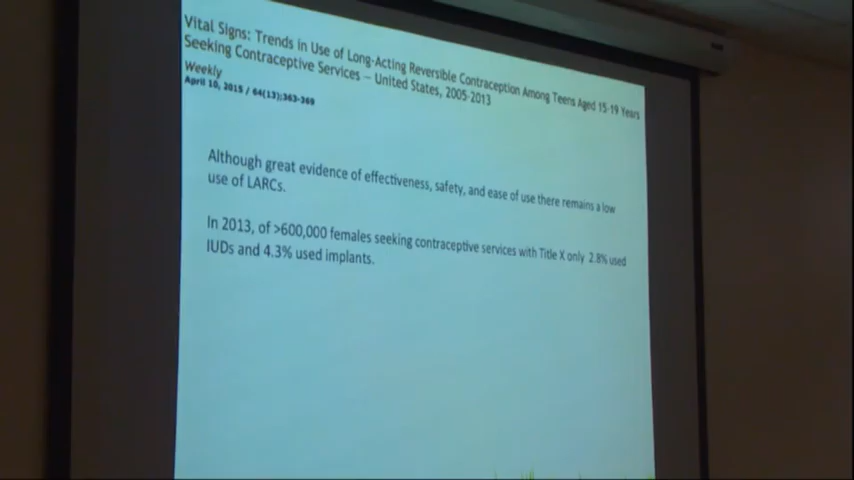 Vital Signs: Trends in Use of Long-Acting Reversible Contraception Among Teens Aged 15-19 Years
Seeking Contraceptive Services — United States, 2005-2013
Weekly
April 10, 2015 / 64(13);363-369
Although great evidence of effectiveness, safety, and ease of use there remains a low
use of LARCs.
In 2013, of >600,000 females seeking contraceptive services with Title X only 2.8% used
IUDs and 4.3% used implants.